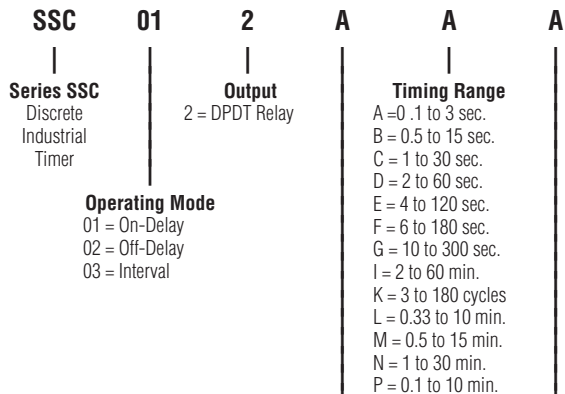 SSC 01 2 A A A
Series SSC
Discrete
Industrial
Timer
Output
2 = DPDT Relay
Operating Mode
01 = On-Delay
02 = Off-Delay
03 = Interval
Timing Range
A =0 .1 to 3 sec.
B = 0.5 to 15 sec.
C = 1 to 30 sec.
D = 2 to 60 sec.
E = 4 to 120 sec.
F = 6 to 180 sec.
G = 10 to 300 sec.
I = 2 to 60 min.
K = 3 to 180 cycles
L = 0.33 to 10 min.
M = 0.5 to 15 min.
N = 1 to 30 min.
P = 0.1 to 10 min.